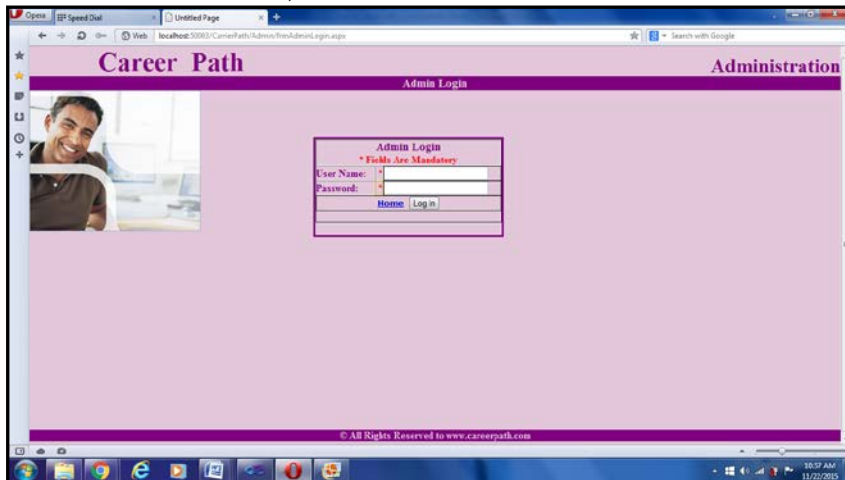 Opera
Speed Dial
Untitled Page
Web
localhost:50083/CarrierPath/Admin/frmAdminLogin.aspx
Search with Google
Career Path
Administration
Admin Login
Admin Login
* Fields Are Mandatory
User Name: *
Password: *
Home Log in
© All Rights Reserved to www.careerpath.com
10:57 AM
11/22/2015